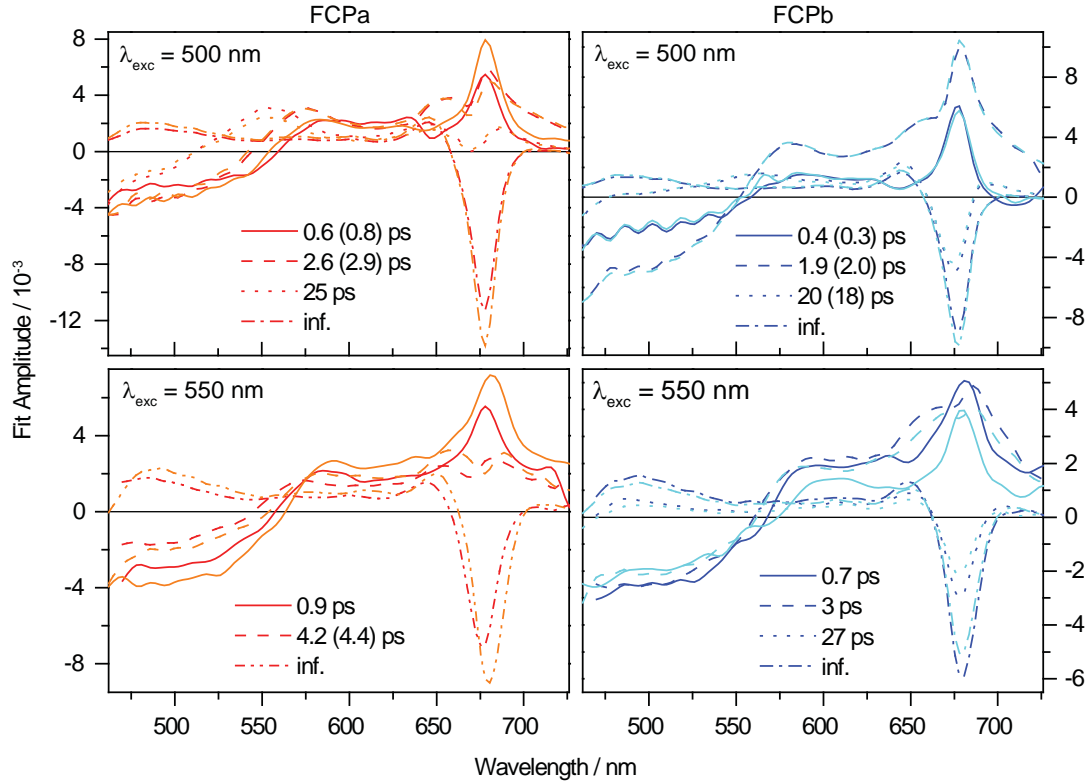 FCPa
FCPb
λexc = 500 nm
8
4
0
-4
-8
-12
0.6 (0.8) ps
2.6 (2.9) ps
25 ps
inf.
λexc = 500 nm
8
4
0
-4
-8
0.4 (0.3) ps
1.9 (2.0) ps
20 (18) ps
inf.
Fit Amplitude / 10⁻³
λexc = 550 nm
4
0
-4
-8
0.9 ps
4.2 (4.4) ps
inf.
λexc = 550 nm
4
2
0
-2
-4
-6
0.7 ps
3 ps
27 ps
inf.
500 550 600 650 700
500 550 600 650 700
Wavelength / nm